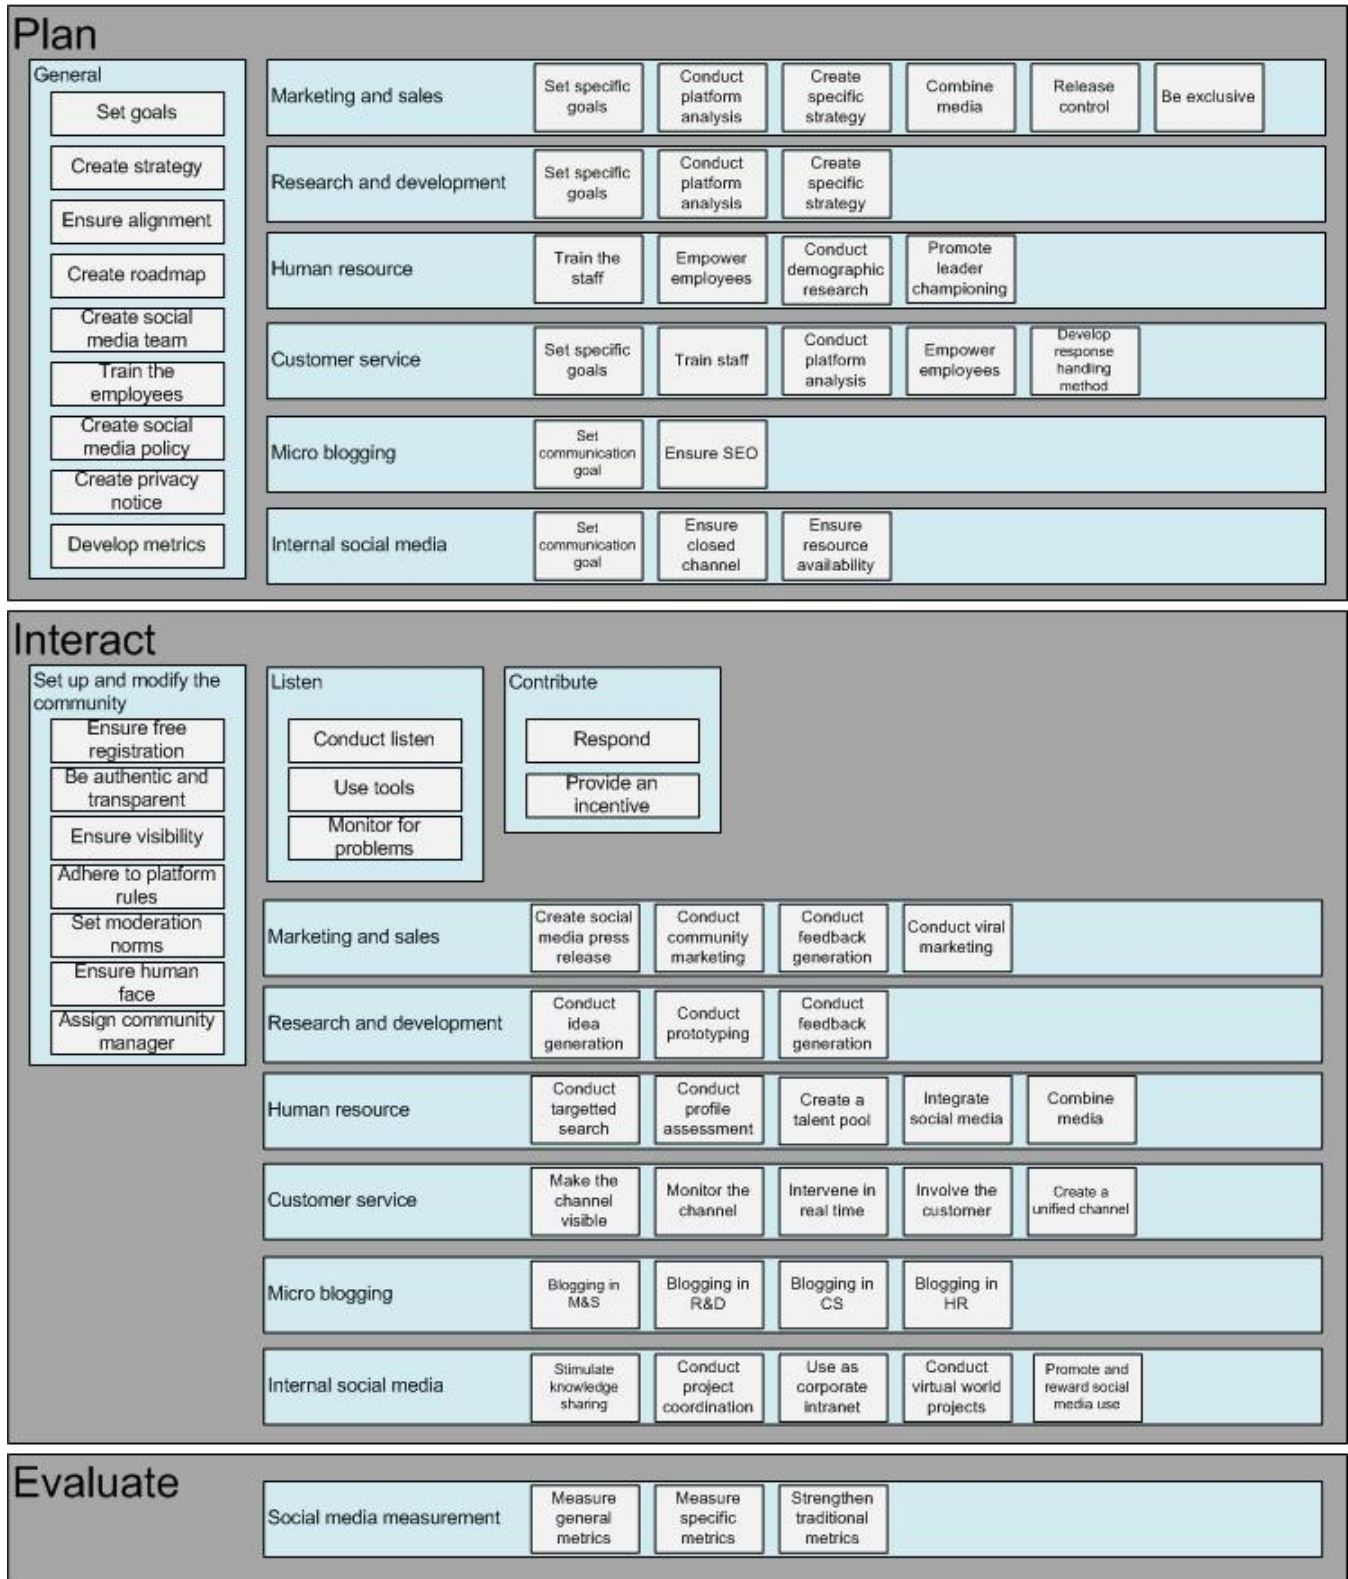 Plan
General
Set goals
Create strategy
Ensure alignment
Create roadmap
Create social
media team
Train the
employees
Create social
media policy
Create privacy
notice
Develop metrics
Marketing and sales
Set specific
goals
Conduct
platform
analysis
Create
specific
strategy
Combine
media
Release
control
Be exclusive
Research and development
Set specific
goals
Conduct
platform
analysis
Create
specific
strategy
Human resource
Train the
staff
Empower
employees
Conduct
demographic
research
Promote
leader
championing
Customer service
Set specific
goals
Train staff
Conduct
platform
analysis
Empower
employees
Develop
response
handling
method
Micro blogging
Set
communication
goal
Ensure SEO
Internal social media
Set
communication
goal
Ensure
closed
channel
Ensure
resource
availability
Interact
Set up and modify the
community
Ensure free
registration
Be authentic and
transparent
Ensure visibility
Adhere to platform
rules
Set moderation
norms
Ensure human
face
Assign community
manager
Listen
Conduct listen
Use tools
Monitor for
problems
Contribute
Respond
Provide an
incentive
Marketing and sales
Create social
media press
release
Conduct
community
marketing
Conduct
feedback
generation
Conduct viral
marketing
Research and development
Conduct
idea
generation
Conduct
prototyping
Conduct
feedback
generation
Human resource
Conduct
targetted
search
Conduct
profile
assessment
Create a
talent pool
Integrate
social media
Combine
media
Customer service
Make the
channel
visible
Monitor the
channel
Intervene in
real time
Involve the
customer
Create a
unified channel
Micro blogging
Blogging in
M&S
Blogging in
R&D
Blogging in
CS
Blogging in
HR
Internal social media
Stimulate
knowledge
sharing
Conduct
project
coordination
Use as
corporate
intranet
Conduct
virtual world
projects
Promote and
reward social
media use
Evaluate
Social media measurement
Measure
general
metrics
Measure
specific
metrics
Strengthen
traditional
metrics